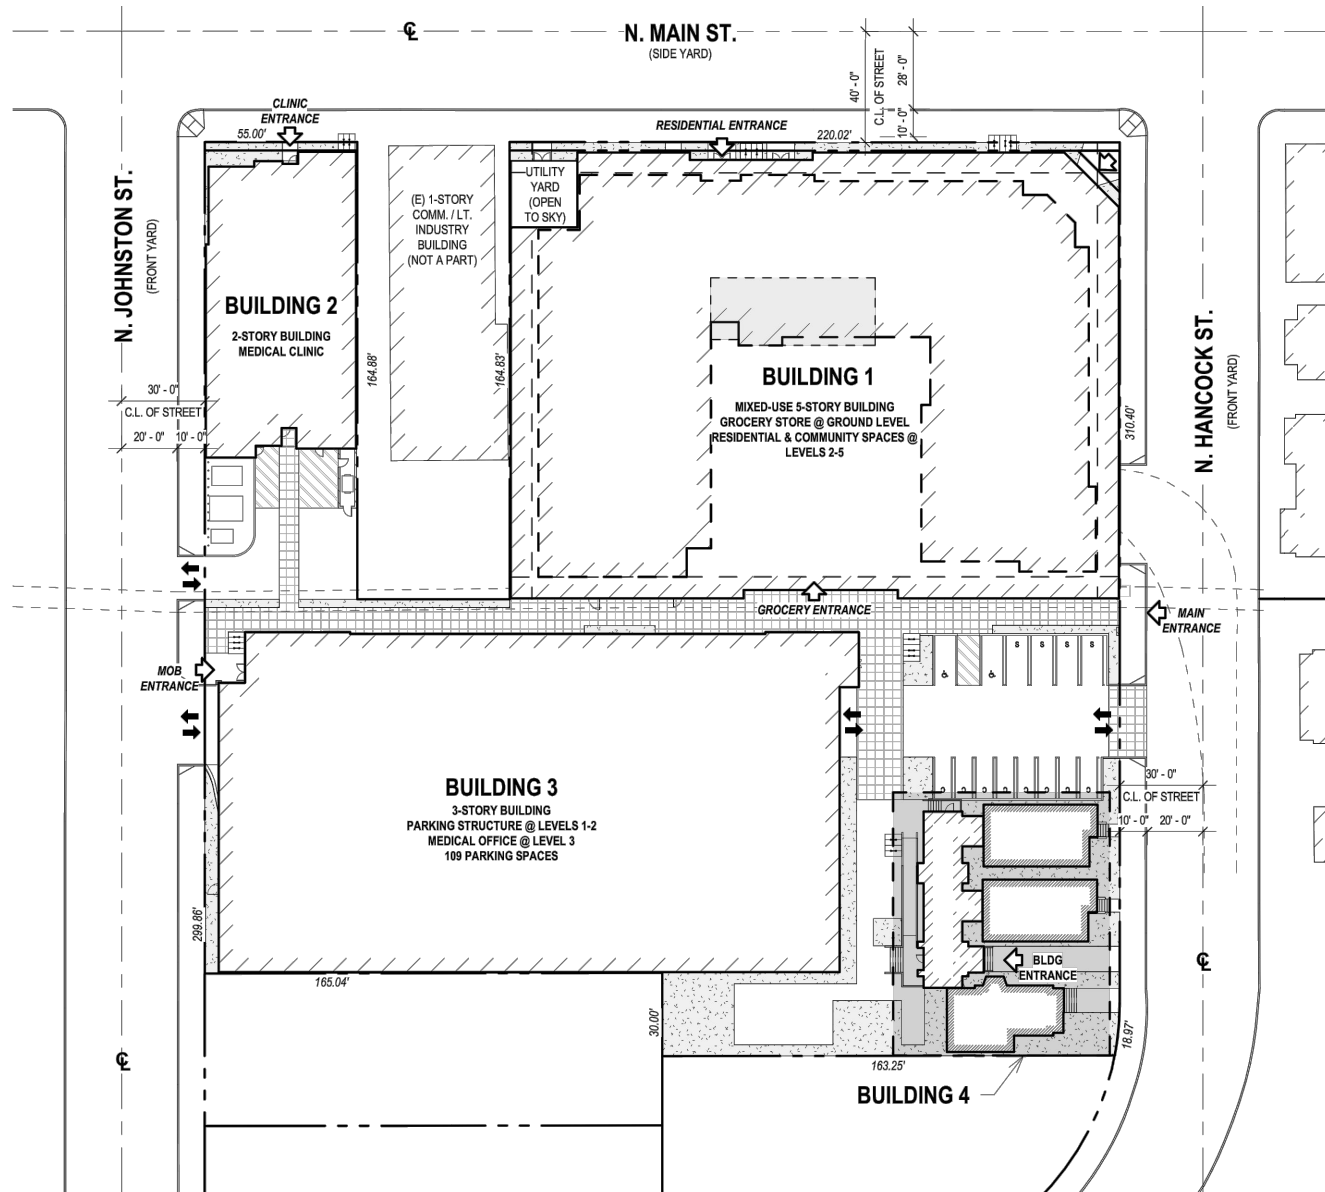 N. MAIN ST.
(SIDE YARD)
40' - 0"
C.L. OF STREET
28' - 0"
10' - 0"
CLINIC
ENTRANCE
55.00'
RESIDENTIAL ENTRANCE
220.02'
N. JOHNSTON ST.
(FRONT YARD)
UTILITY
YARD
(OPEN
TO SKY)
(E) 1-STORY
COMM. / LT.
INDUSTRY
BUILDING
(NOT A PART)
BUILDING 2
2-STORY BUILDING
MEDICAL CLINIC
164.88'
164.83'
BUILDING 1
MIXED-USE 5-STORY BUILDING
GROCERY STORE @ GROUND LEVEL
RESIDENTIAL & COMMUNITY SPACES @
LEVELS 2-5
310.40'
N. HANCOCK ST.
(FRONT YARD)
30' - 0"
C.L. OF STREET
20' - 0"
10' - 0"
GROCERY ENTRANCE
MAIN
ENTRANCE
MOB
ENTRANCE
S
S
S
S
BUILDING 3
3-STORY BUILDING
PARKING STRUCTURE @ LEVELS 1-2
MEDICAL OFFICE @ LEVEL 3
109 PARKING SPACES
30' - 0"
C.L. OF STREET
10' - 0"
20' - 0"
C
C
C
C
C
C
C
C
299.86'
165.04'
30.00'
BLDG
ENTRANCE
18.97'
163.25'
BUILDING 4